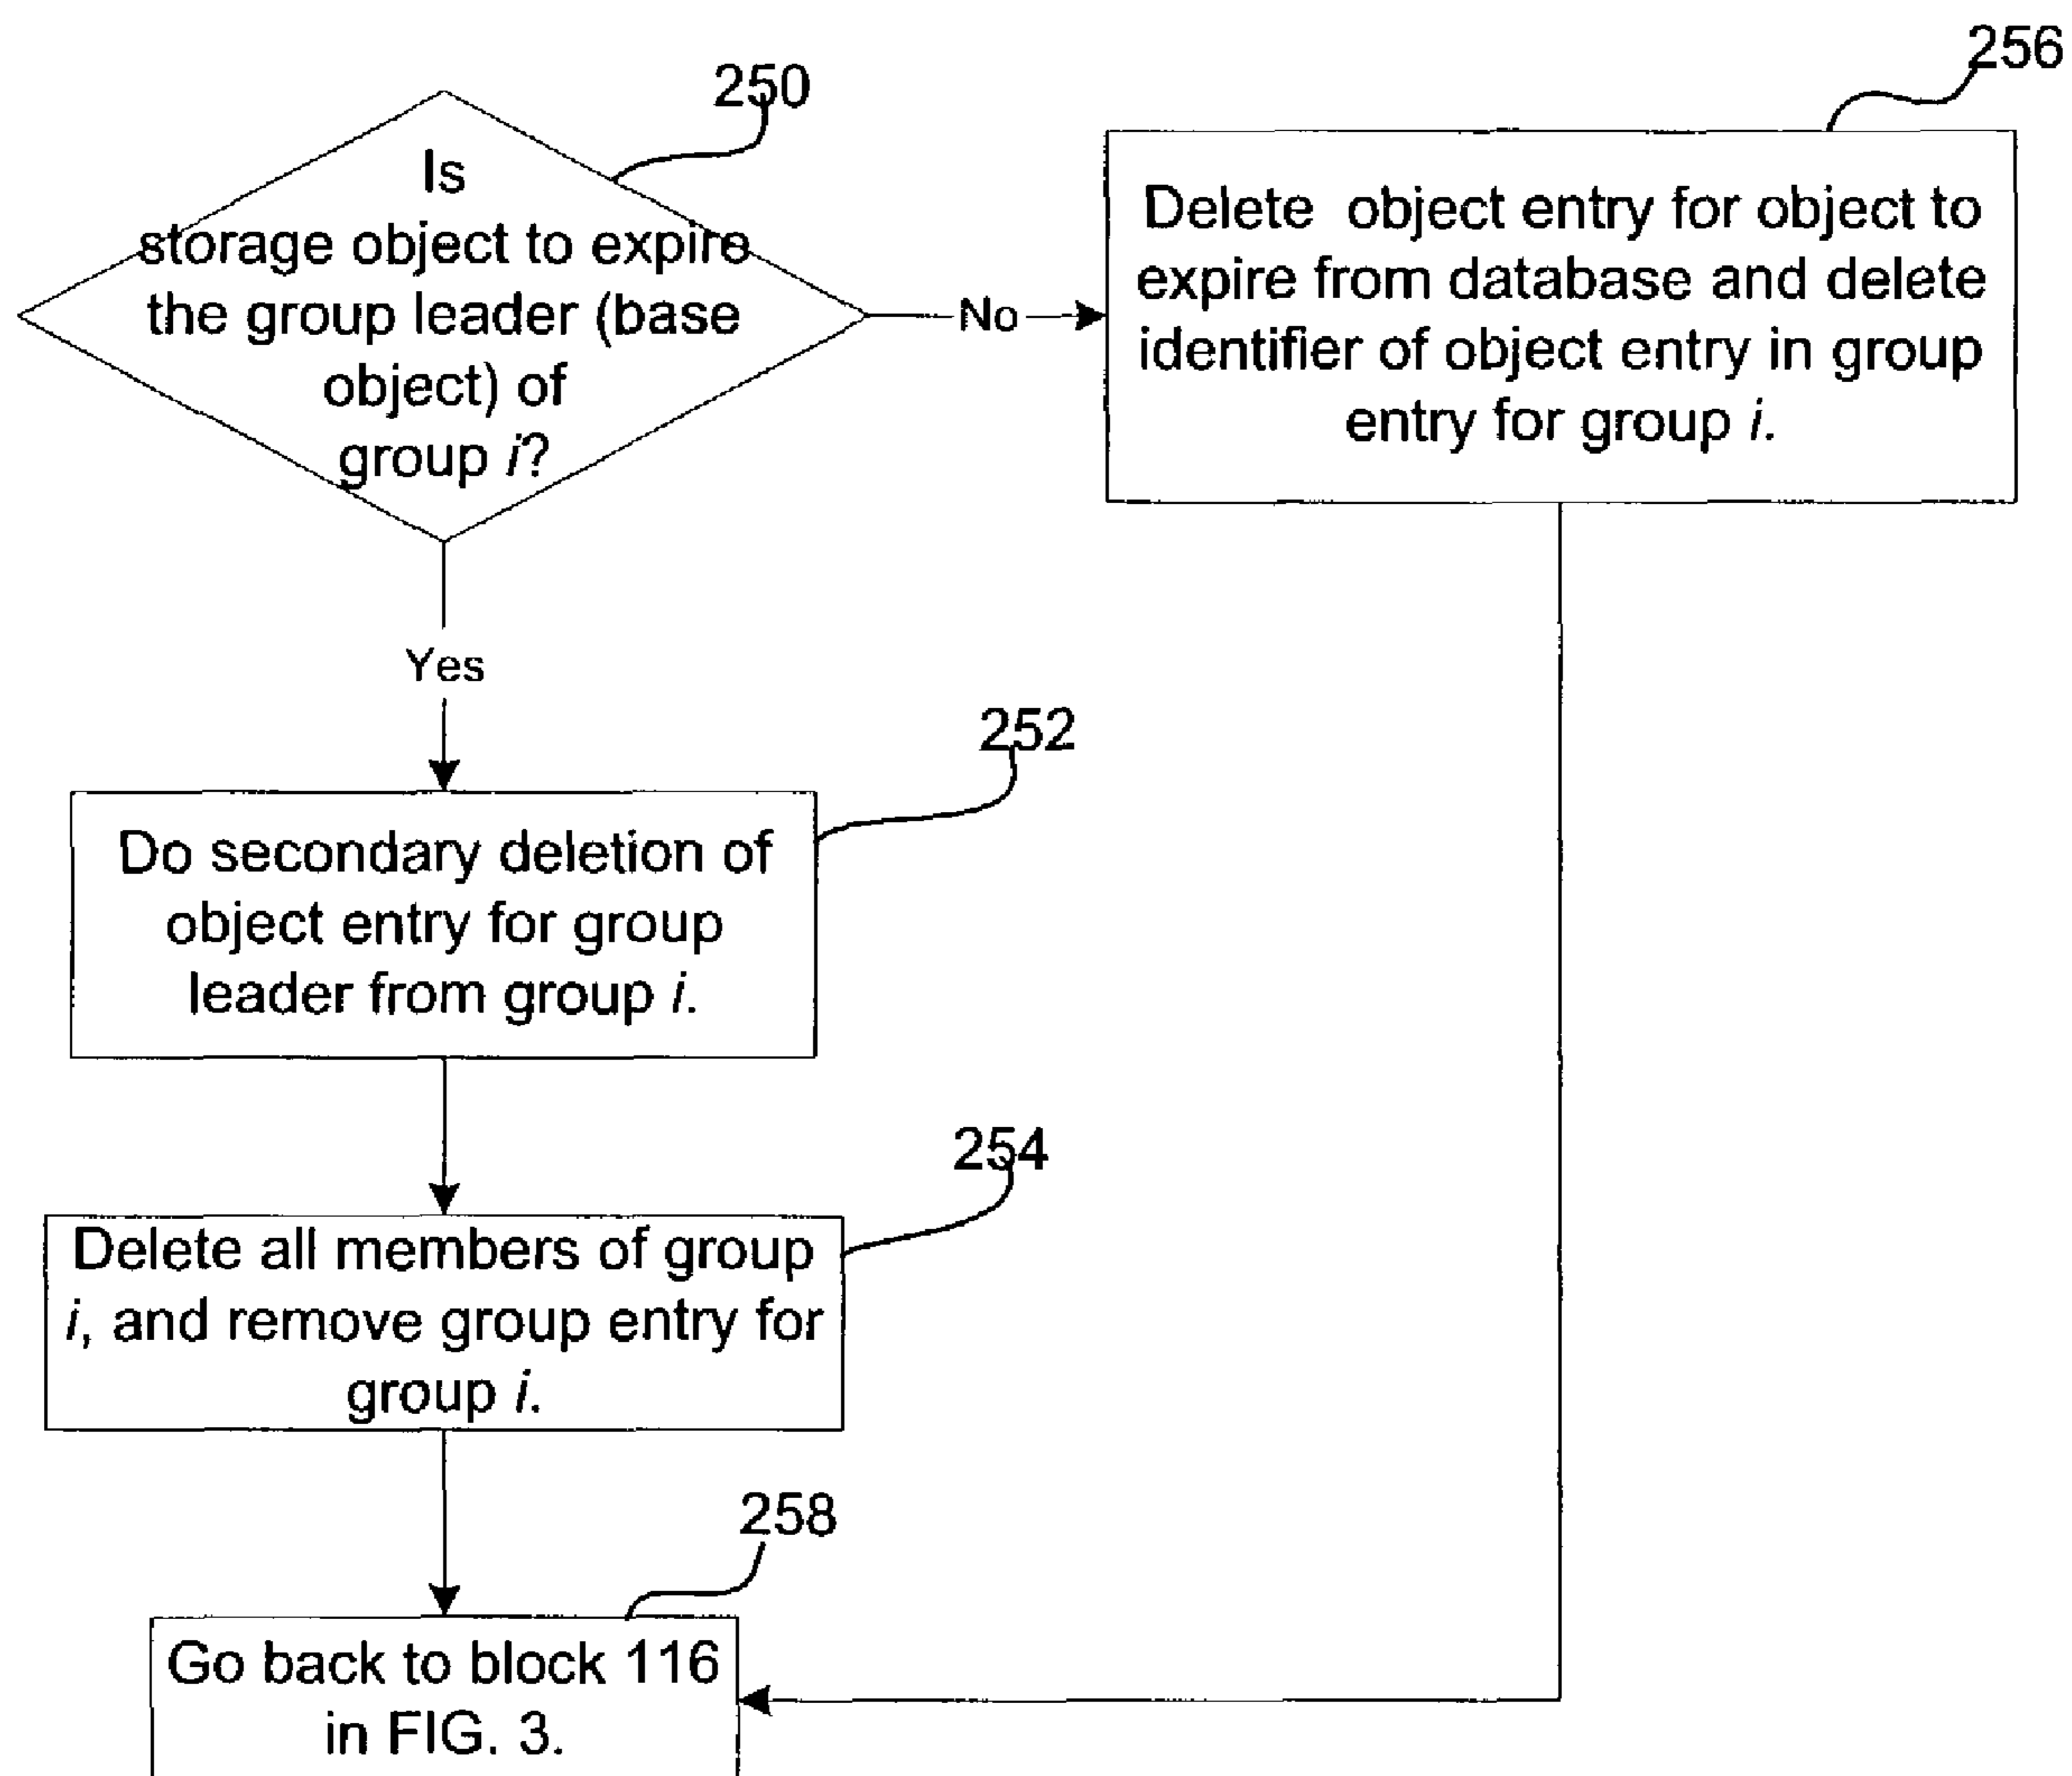 250
Is
storage object to expire
the group leader (base
object) of
group i?
No
256
Delete object entry for object to
expire from database and delete
identifier of object entry in group
entry for group i.
Yes
252
Do secondary deletion of
object entry for group
leader from group i.
254
Delete all members of group
i, and remove group entry for
group i.
258
Go back to block 116
in FIG. 3.